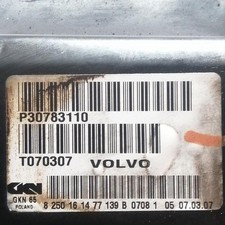 P30783110
T070307 VOLVO
GKN
GKN 65
POLAND
8 250 16 14 77 139 B 0708 1 05 07.03.07